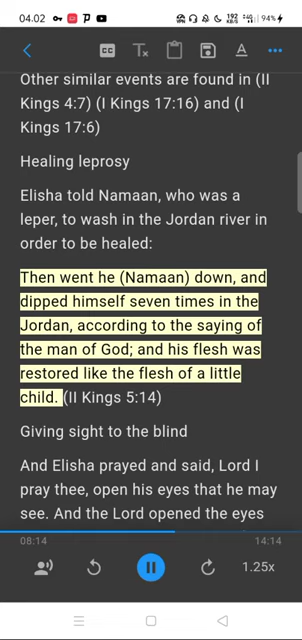 04.02
192
KB/S
94%
CC
A
Other similar events are found in (II
Kings 4:7) (I Kings 17:16) and (I
Kings 17:6)
Healing leprosy
Elisha told Namaan, who was a
leper, to wash in the Jordan river in
order to be healed:
Then went he (Namaan) down, and
dipped himself seven times in the
Jordan, according to the saying of
the man of God; and his flesh was
restored like the flesh of a little
child. (II Kings 5:14)
Giving sight to the blind
And Elisha prayed and said, Lord I
pray thee, open his eyes that he may
see. And the Lord opened the eyes
08:14
14:14
1.25x